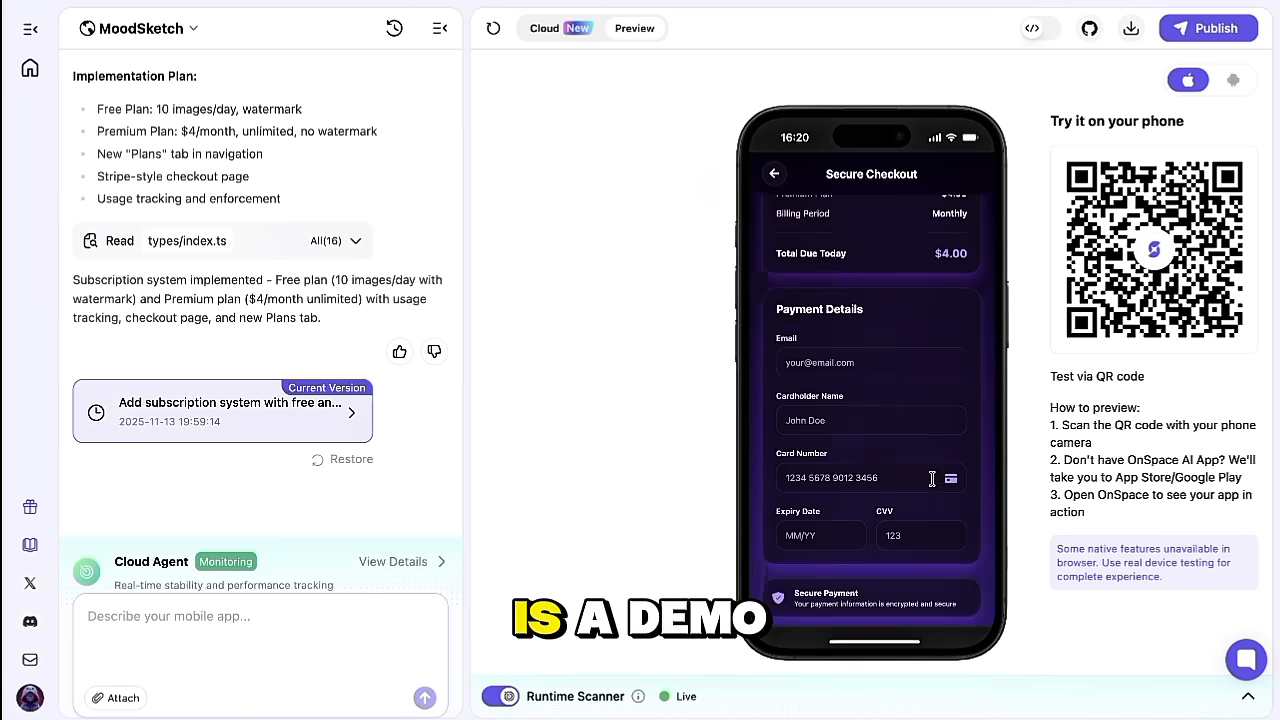 MoodSketch
Implementation Plan:
Free Plan: 10 images/day, watermark
Premium Plan: $4/month, unlimited, no watermark
New "Plans" tab in navigation
Stripe-style checkout page
Usage tracking and enforcement
Read types/index.ts All(16)
Subscription system implemented - Free plan (10 images/day with
watermark) and Premium plan ($4/month unlimited) with usage
tracking, checkout page, and new Plans tab.
Current Version
Add subscription system with free an...
2025-11-13 19:59:14
Restore
Cloud Agent Monitoring View Details
Real-time stability and performance tracking
Describe your mobile app...
Attach
Cloud New Preview
Publish
16:20
Secure Checkout
Premium Plan $4.00
Billing Period Monthly
Total Due Today $4.00
Payment Details
Email
your@email.com
Cardholder Name
John Doe
Card Number
1234 5678 9012 3456
Expiry Date CVV
MM/YY 123
Secure Payment
Your payment information is encrypted and secure
IS A DEMO
Try it on your phone
Test via QR code
How to preview:
1. Scan the QR code with your phone
camera
2. Don't have OnSpace AI App? We'll
take you to App Store/Google Play
3. Open OnSpace to see your app in
action
Some native features unavailable in
browser. Use real device testing for
complete experience.
Runtime Scanner Live